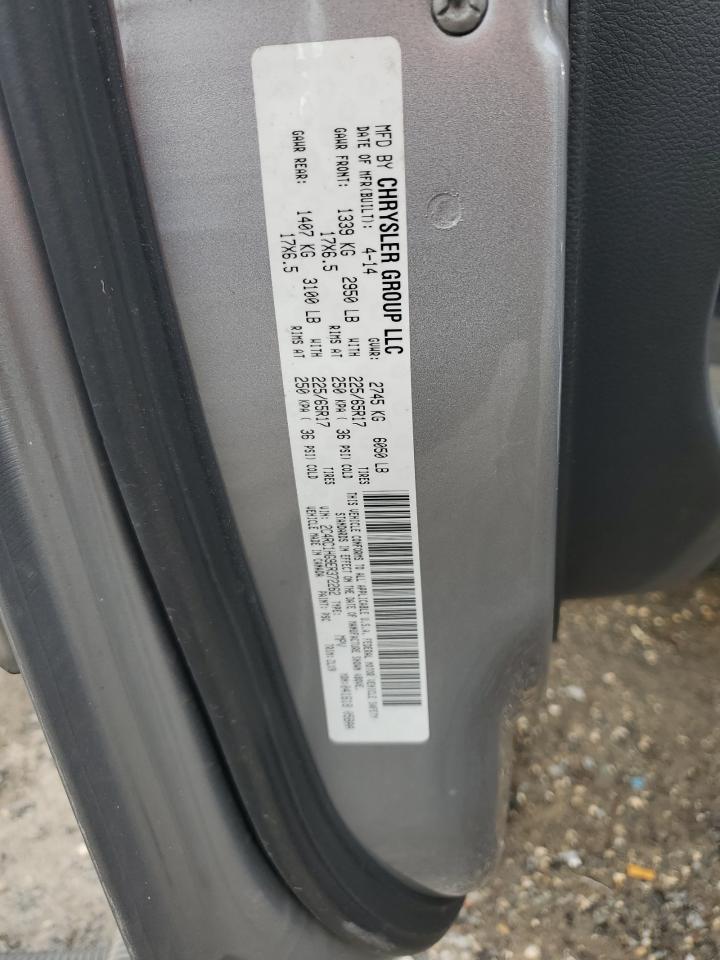 MFD BY CHRYSLER GROUP LLC
DATE OF MFR(BUILT): 4-14 GVWR: 2745 KG 6050 LB
GAWR FRONT: 1339 KG 2950 LB WITH 225/65R17 TIRES
17X6.5 RIMS AT 250 KPA ( 36 PSI) COLD
GAWR REAR: 1407 KG 3100 LB WITH 225/65R17 TIRES
17X6.5 RIMS AT 250 KPA ( 36 PSI) COLD
THIS VEHICLE CONFORMS TO ALL APPLICABLE U.S.A. FEDERAL MOTOR VEHICLE SAFETY
STANDARDS IN EFFECT ON THE DATE OF MANUFACTURE SHOWN ABOVE.
VIN: 2C4RC1HG9ER372262 TYPE: MPV
VEHICLE MADE IN CANADA PAINT: PSC